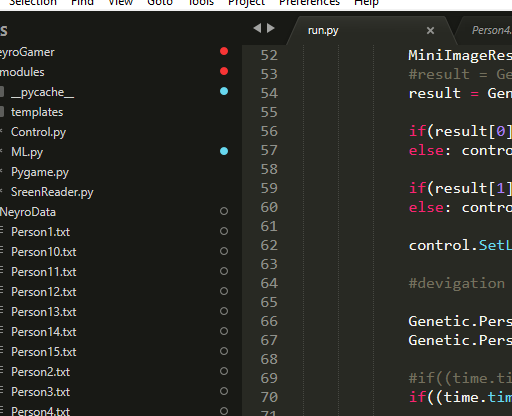 Selection Find View Goto Tools Project Preferences Help
run.py
Person4.
eyroGamer
modules
__pycache__
templates
Control.py
ML.py
Pygame.py
SreenReader.py
NeyroData
Person1.txt
Person10.txt
Person11.txt
Person12.txt
Person13.txt
Person14.txt
Person15.txt
Person2.txt
Person3.txt
Person4.txt
52 MiniImageRes
53 #result = Ge
54 result = Gen
55
56 if(result[0]
57 else: contro
58
59 if(result[1]
60 else: contro
61
62 control.SetL
63
64 #devigation
65
66 Genetic.Pers
67 Genetic.Pers
68
69 #if((time.ti
70 if((time.tim
71